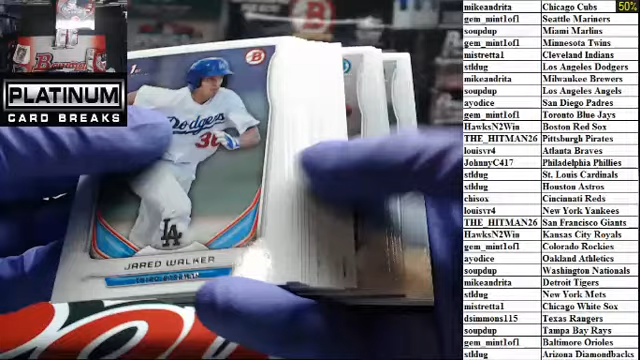 mikeandrita Chicago Cubs 50%
gem_mint1of1 Seattle Mariners
soupdup Miami Marlins
gem_mint1of1 Minnesota Twins
mistretta1 Cleveland Indians
stldug Los Angeles Dodgers
mikeandrita Milwaukee Brewers
soupdup Los Angeles Angels
ayodice San Diego Padres
gem_mint1of1 Toronto Blue Jays
HawksN2Win Boston Red Sox
THE_HITMAN26 Pittsburgh Pirates
louisvr4 Atlanta Braves
JohnnyC417 Philadelphia Phillies
stldug St. Louis Cardinals
stldug Houston Astros
chisox Cincinnati Reds
louisvr4 New York Yankees
THE_HITMAN26 San Francisco Giants
HawksN2Win Kansas City Royals
gem_mint1of1 Colorado Rockies
ayodice Oakland Athletics
soupdup Washington Nationals
mikeandrita Detroit Tigers
stldug New York Mets
mistretta1 Chicago White Sox
dsimmons115 Texas Rangers
soupdup Tampa Bay Rays
gem_mint1of1 Baltimore Orioles
stldug Arizona Diamondbacks
Bowman
PLATINUM
CARD BREAKS
1st
B
Dodgers
LA
JARED WALKER